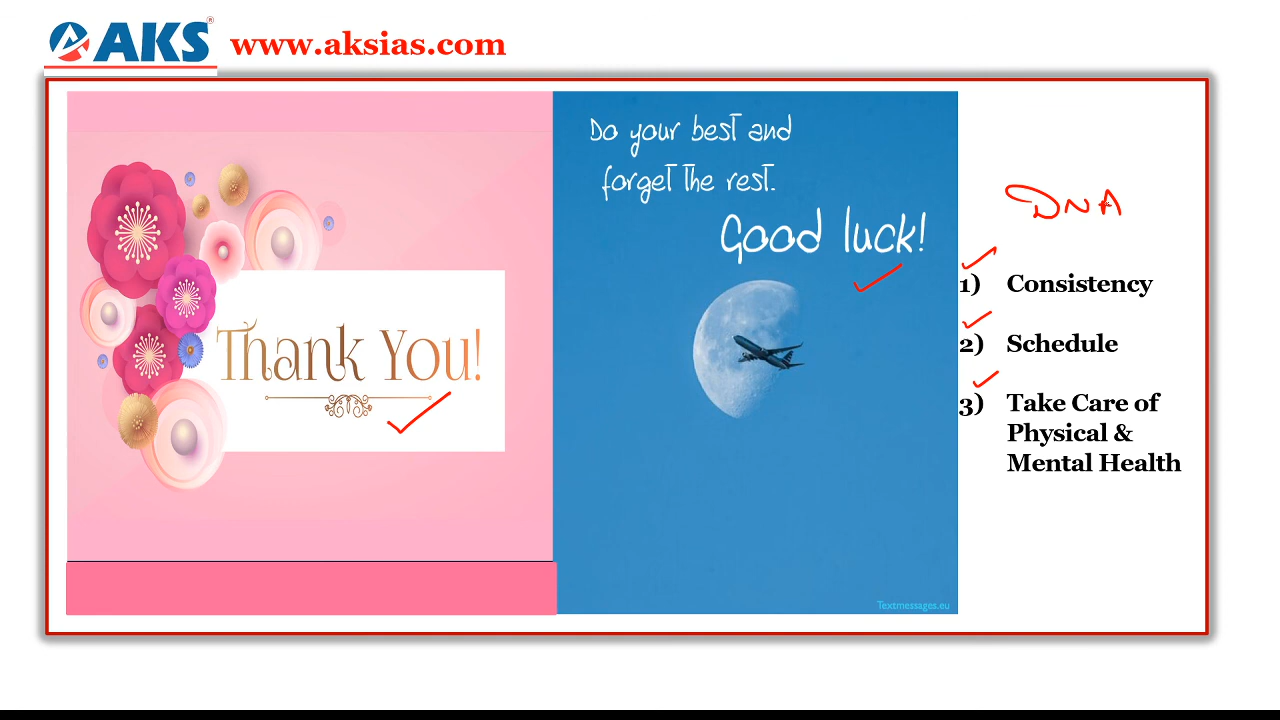 AKS®
www.aksias.com
Thank You!
Do your best and
forget the rest.
Good luck!
Textmessages.eu
DNA
1) Consistency
2) Schedule
3) Take Care of
Physical &
Mental Health